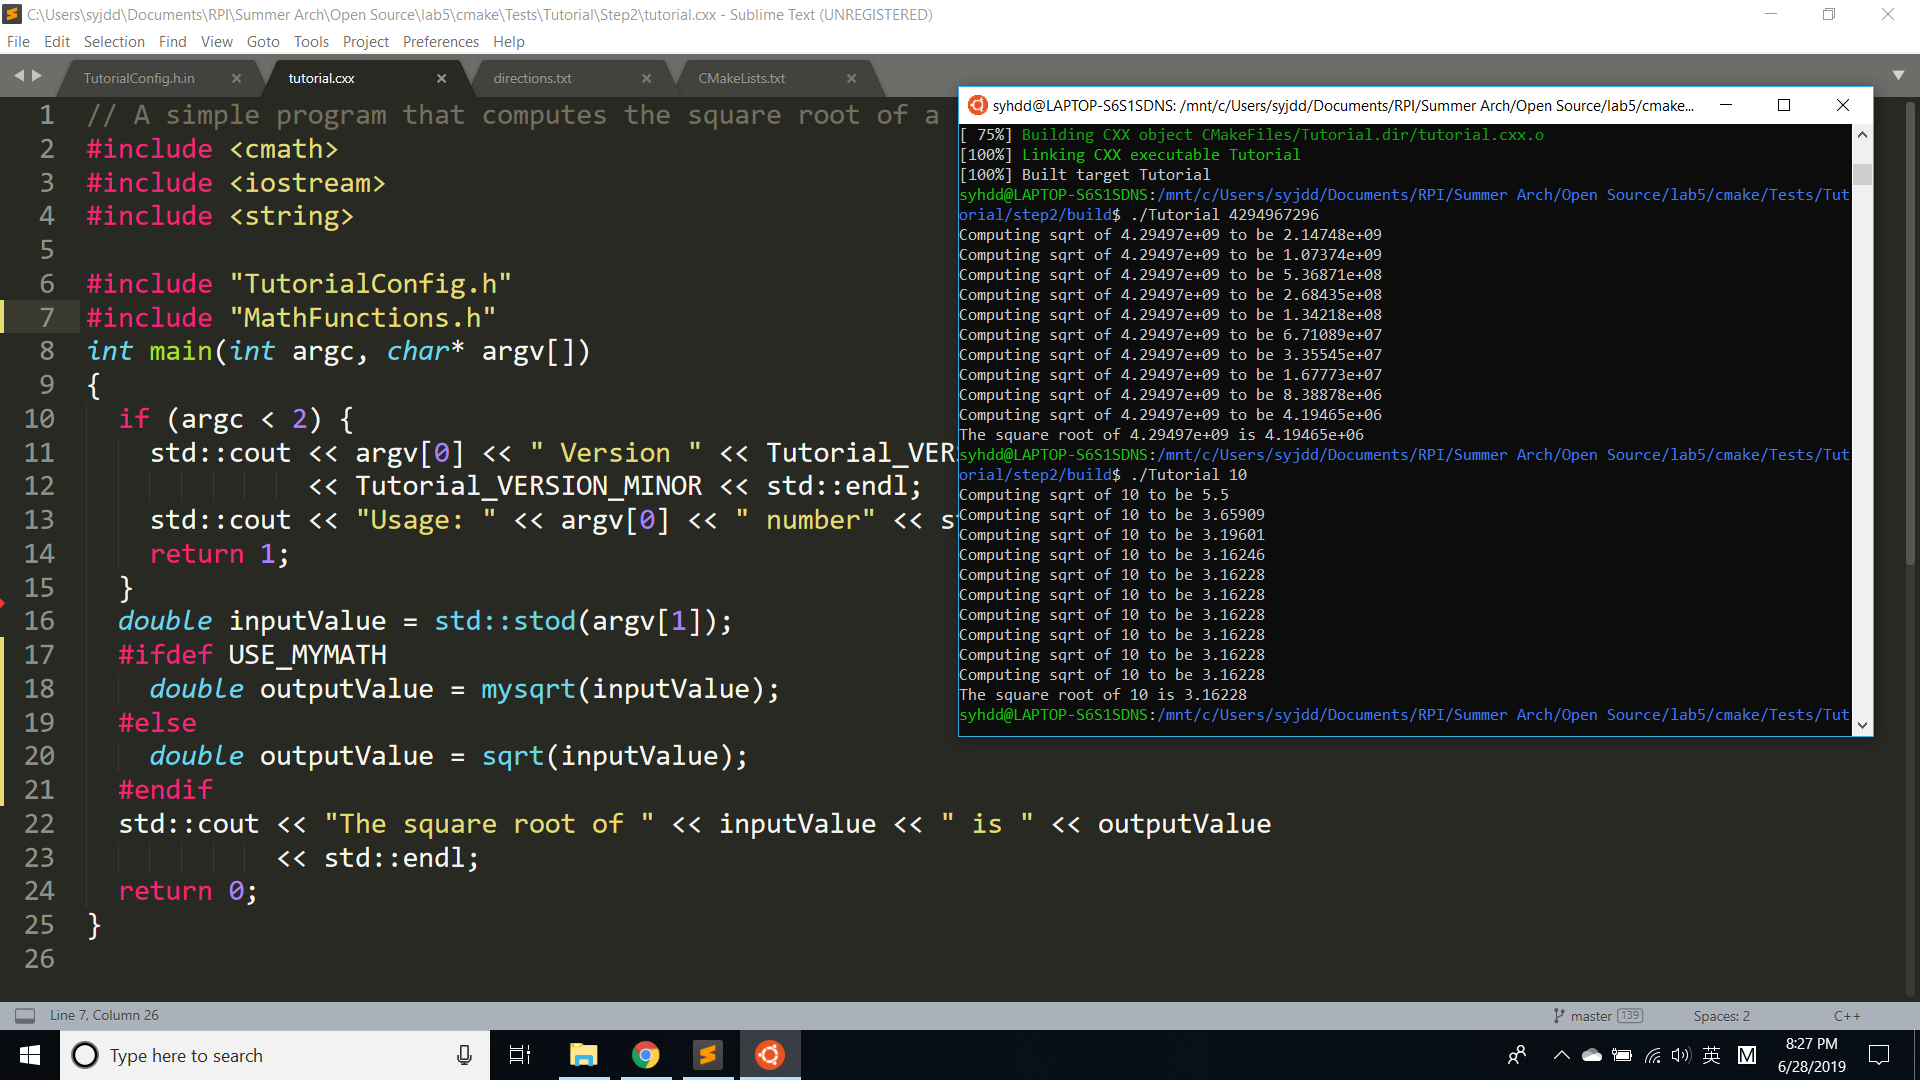 C:\Users\syjdd\Documents\RPI\Summer Arch\Open Source\lab5\cmake\Tests\Tutorial\Step2\tutorial.cxx - Sublime Text (UNREGISTERED)
File Edit Selection Find View Goto Tools Project Preferences Help
TutorialConfig.h.in tutorial.cxx directions.txt CMakeLists.txt
1 // A simple program that computes the square root of a
2 #include <cmath>
3 #include <iostream>
4 #include <string>
5
6 #include "TutorialConfig.h"
7 #include "MathFunctions.h"
8 int main(int argc, char* argv[])
9 {
10 if (argc < 2) {
11 std::cout << argv[0] << " Version " << Tutorial_VER
12 << Tutorial_VERSION_MINOR << std::endl;
13 std::cout << "Usage: " << argv[0] << " number" << s
14 return 1;
15 }
16 double inputValue = std::stod(argv[1]);
17 #ifdef USE_MYMATH
18 double outputValue = mysqrt(inputValue);
19 #else
20 double outputValue = sqrt(inputValue);
21 #endif
22 std::cout << "The square root of " << inputValue << " is " << outputValue
23 << std::endl;
24 return 0;
25 }
26
syhdd@LAPTOP-S6S1SDNS: /mnt/c/Users/syjdd/Documents/RPI/Summer Arch/Open Source/lab5/cmake...
[ 75%] Building CXX object CMakeFiles/Tutorial.dir/tutorial.cxx.o
[100%] Linking CXX executable Tutorial
[100%] Built target Tutorial
syhdd@LAPTOP-S6S1SDNS:/mnt/c/Users/syjdd/Documents/RPI/Summer Arch/Open Source/lab5/cmake/Tests/Tut
orial/step2/build$ ./Tutorial 4294967296
Computing sqrt of 4.29497e+09 to be 2.14748e+09
Computing sqrt of 4.29497e+09 to be 1.07374e+09
Computing sqrt of 4.29497e+09 to be 5.36871e+08
Computing sqrt of 4.29497e+09 to be 2.68435e+08
Computing sqrt of 4.29497e+09 to be 1.34218e+08
Computing sqrt of 4.29497e+09 to be 6.71089e+07
Computing sqrt of 4.29497e+09 to be 3.35545e+07
Computing sqrt of 4.29497e+09 to be 1.67773e+07
Computing sqrt of 4.29497e+09 to be 8.38878e+06
Computing sqrt of 4.29497e+09 to be 4.19465e+06
The square root of 4.29497e+09 is 4.19465e+06
syhdd@LAPTOP-S6S1SDNS:/mnt/c/Users/syjdd/Documents/RPI/Summer Arch/Open Source/lab5/cmake/Tests/Tut
orial/step2/build$ ./Tutorial 10
Computing sqrt of 10 to be 5.5
Computing sqrt of 10 to be 3.65909
Computing sqrt of 10 to be 3.19601
Computing sqrt of 10 to be 3.16246
Computing sqrt of 10 to be 3.16228
Computing sqrt of 10 to be 3.16228
Computing sqrt of 10 to be 3.16228
Computing sqrt of 10 to be 3.16228
Computing sqrt of 10 to be 3.16228
Computing sqrt of 10 to be 3.16228
The square root of 10 is 3.16228
syhdd@LAPTOP-S6S1SDNS:/mnt/c/Users/syjdd/Documents/RPI/Summer Arch/Open Source/lab5/cmake/Tests/Tut
Line 7, Column 26 master 139 Spaces: 2 C++
Type here to search
英 M
8:27 PM
6/28/2019